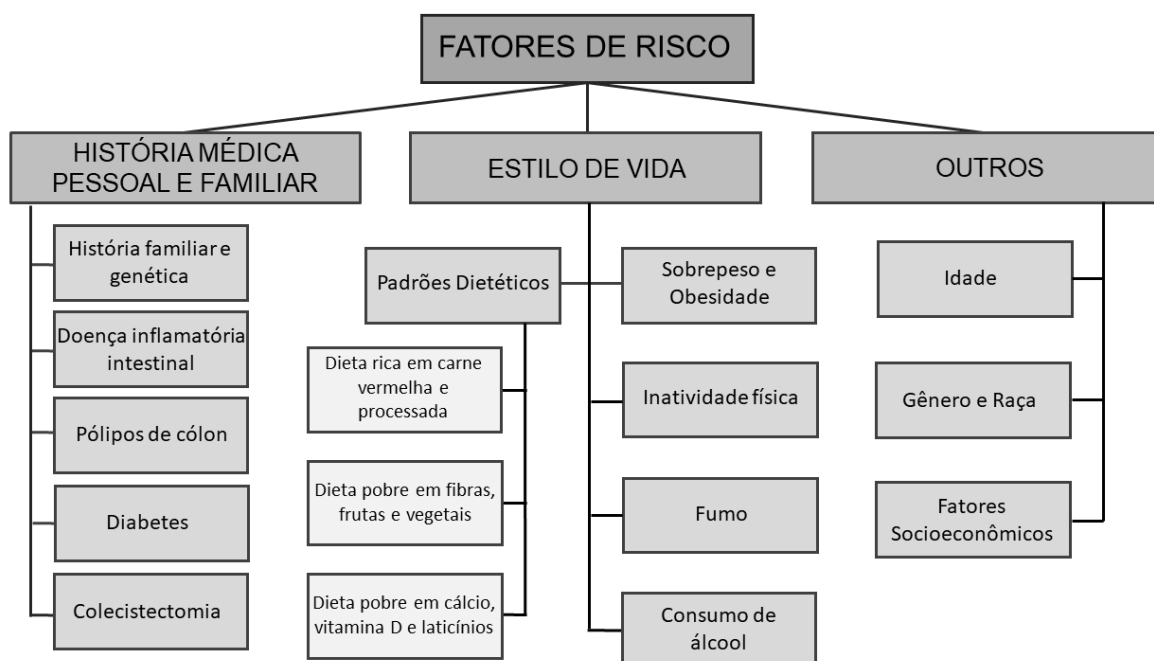 FATORES DE RISCO
HISTÓRIA MÉDICA
PESSOAL E FAMILIAR
História familiar e
genética
Doença inflamatória
intestinal
Pólipos de cólon
Diabetes
Colecistectomia
ESTILO DE VIDA
Padrões Dietéticos
Dieta rica em carne
vermelha e
processada
Dieta pobre em fibras,
frutas e vegetais
Dieta pobre em cálcio,
vitamina D e laticínios
Sobrepeso e
Obesidade
Inatividade física
Fumo
Consumo de
álcool
OUTROS
Idade
Gênero e Raça
Fatores
Socioeconômicos